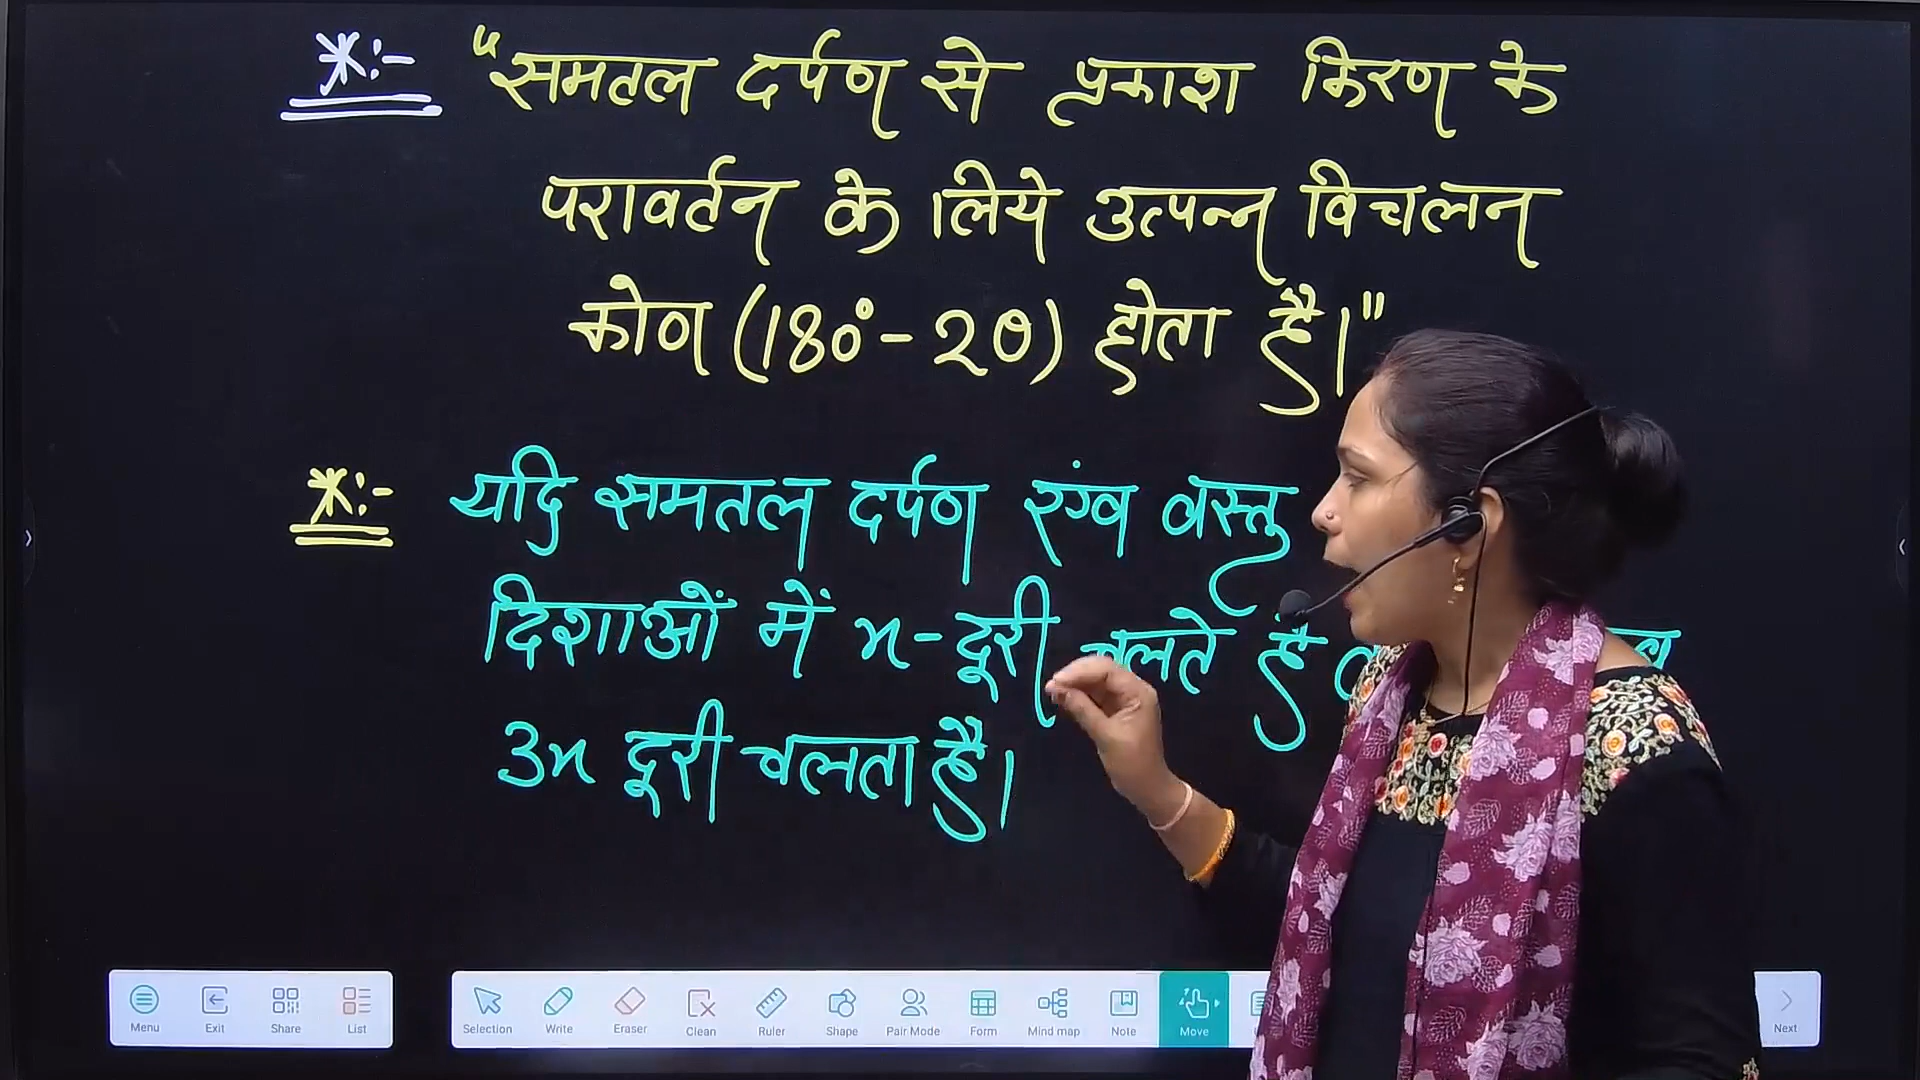 *:- "समतल दर्पण से प्रकाश किरण के
परावर्तन के लिये उत्पन्न विचलन
कोण (180° - 2θ) होता है।"
*:- यदि समतल दर्पण एंव वस्तु
दिशाओं में x - दूरी चलते हैं
3x दूरी चलता है।
Menu Exit Share List Selection Write Eraser Clean Ruler Shape Pair Mode Form Mind map Note Move Next